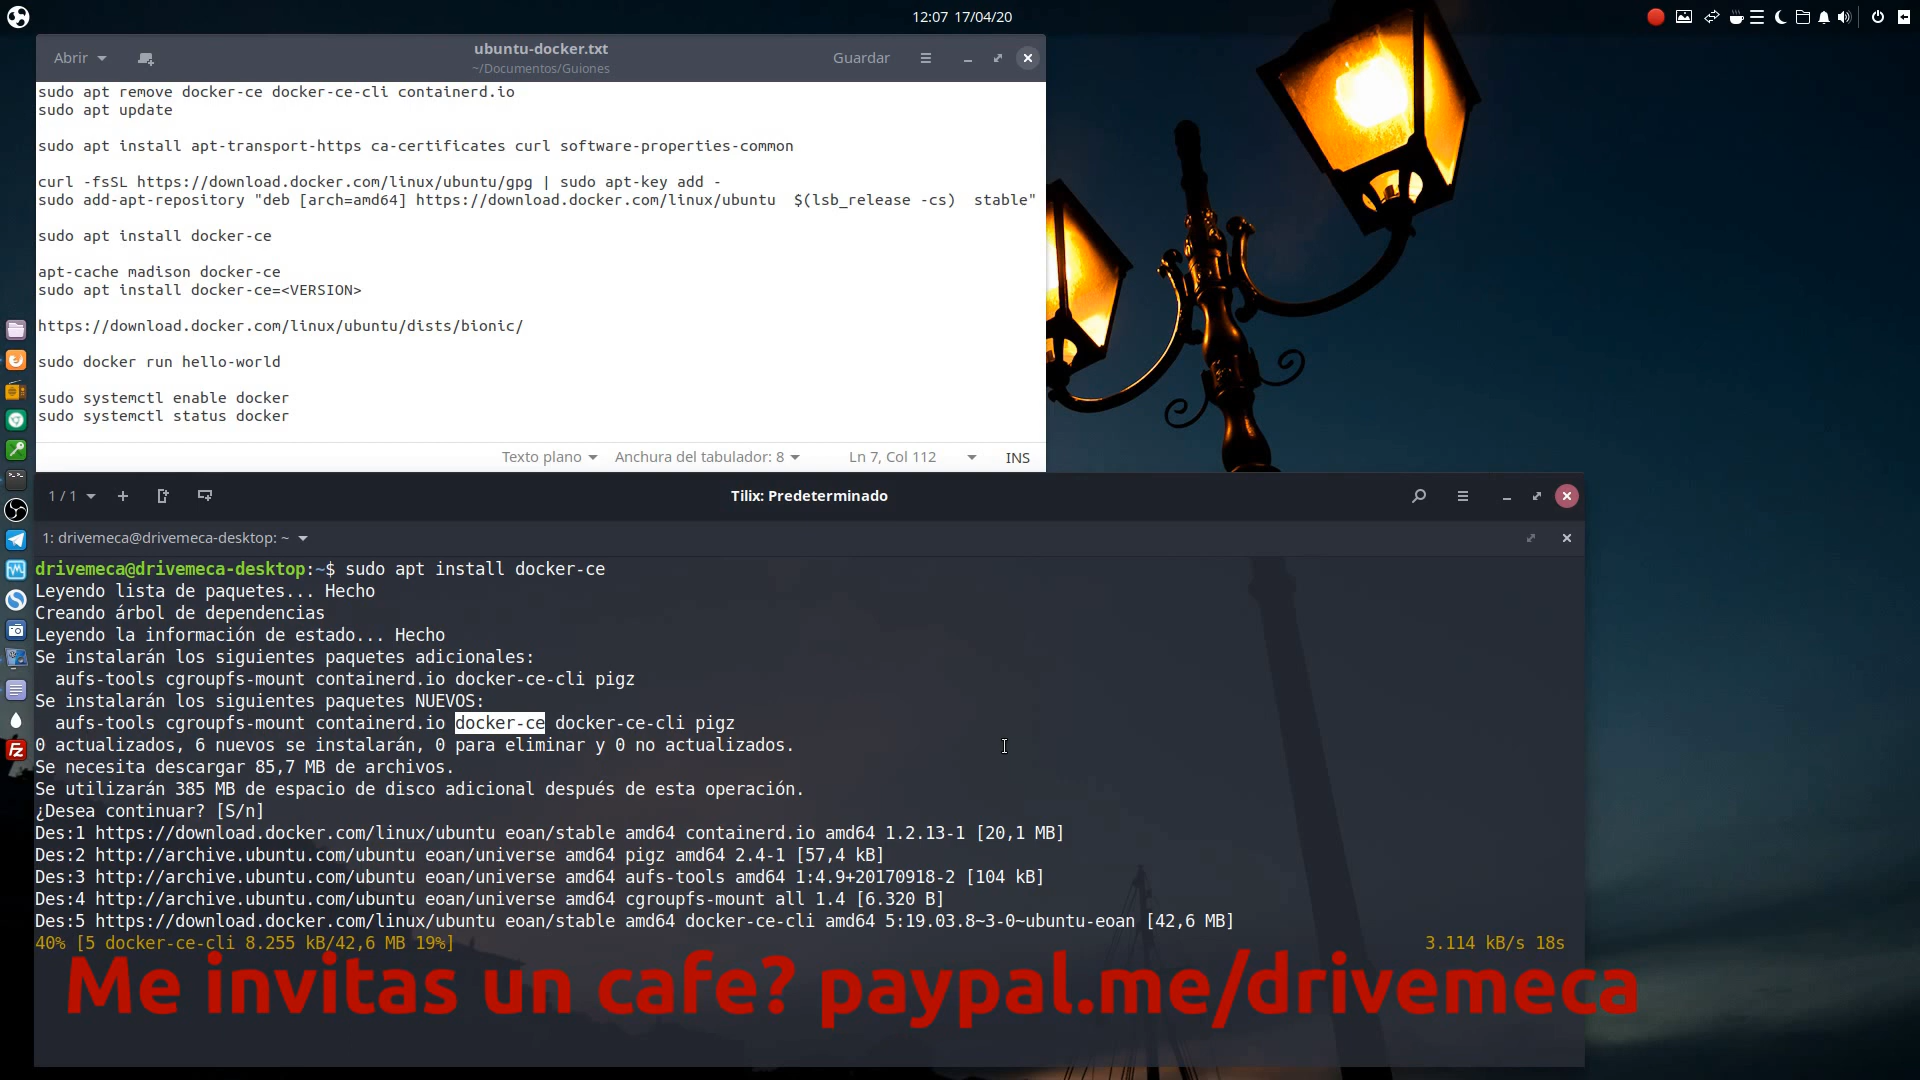 12:07 17/04/20
Abrir
ubuntu-docker.txt
~/Documentos/Guiones
Guardar
sudo apt remove docker-ce docker-ce-cli containerd.io
sudo apt update
sudo apt install apt-transport-https ca-certificates curl software-properties-common
curl -fsSL https://download.docker.com/linux/ubuntu/gpg | sudo apt-key add -
sudo add-apt-repository "deb [arch=amd64] https://download.docker.com/linux/ubuntu  $(lsb_release -cs)  stable"
sudo apt install docker-ce
apt-cache madison docker-ce
sudo apt install docker-ce=<VERSION>
https://download.docker.com/linux/ubuntu/dists/bionic/
sudo docker run hello-world
sudo systemctl enable docker
sudo systemctl status docker
Texto plano
Anchura del tabulador: 8
Ln 7, Col 112
INS
1 / 1
Tilix: Predeterminado
1: drivemeca@drivemeca-desktop: ~
drivemeca@drivemeca-desktop:~$ sudo apt install docker-ce
Leyendo lista de paquetes... Hecho
Creando árbol de dependencias
Leyendo la información de estado... Hecho
Se instalarán los siguientes paquetes adicionales:
  aufs-tools cgroupfs-mount containerd.io docker-ce-cli pigz
Se instalarán los siguientes paquetes NUEVOS:
  aufs-tools cgroupfs-mount containerd.io docker-ce docker-ce-cli pigz
0 actualizados, 6 nuevos se instalarán, 0 para eliminar y 0 no actualizados.
Se necesita descargar 85,7 MB de archivos.
Se utilizarán 385 MB de espacio de disco adicional después de esta operación.
¿Desea continuar? [S/n]
Des:1 https://download.docker.com/linux/ubuntu eoan/stable amd64 containerd.io amd64 1.2.13-1 [20,1 MB]
Des:2 http://archive.ubuntu.com/ubuntu eoan/universe amd64 pigz amd64 2.4-1 [57,4 kB]
Des:3 http://archive.ubuntu.com/ubuntu eoan/universe amd64 aufs-tools amd64 1:4.9+20170918-2 [104 kB]
Des:4 http://archive.ubuntu.com/ubuntu eoan/universe amd64 cgroupfs-mount all 1.4 [6.320 B]
Des:5 https://download.docker.com/linux/ubuntu eoan/stable amd64 docker-ce-cli amd64 5:19.03.8~3-0~ubuntu-eoan [42,6 MB]
40% [5 docker-ce-cli 8.255 kB/42,6 MB 19%] 3.114 kB/s 18s
Me invitas un cafe? paypal.me/drivemeca